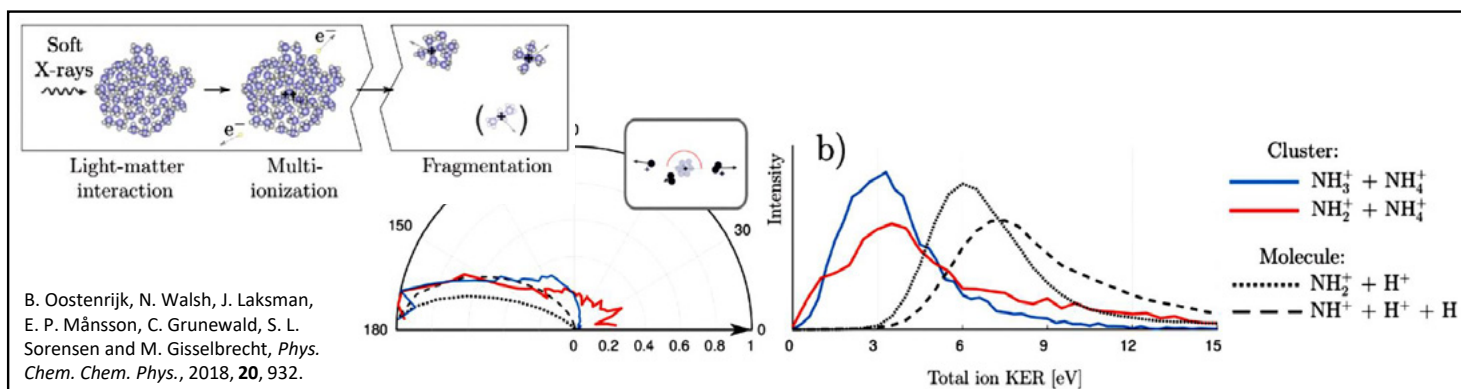 Soft
X-rays
e⁻
e⁻
( )
Light-matter
interaction
Multi-
ionization
Fragmentation
0
150
30
180
0
0 0.2 0.4 0.6 0.8 1
B. Oostenrijk, N. Walsh, J. Laksman,
E. P. Månsson, C. Grunewald, S. L.
Sorensen and M. Gisselbrecht, Phys.
Chem. Chem. Phys., 2018, 20, 932.
b)
Intensity
0 3 6 9 12 15
Total ion KER [eV]
Cluster:
NH₃⁺ + NH₄⁺
NH₂⁺ + NH₄⁺
Molecule:
NH₂⁺ + H⁺
NH⁺ + H⁺ + H